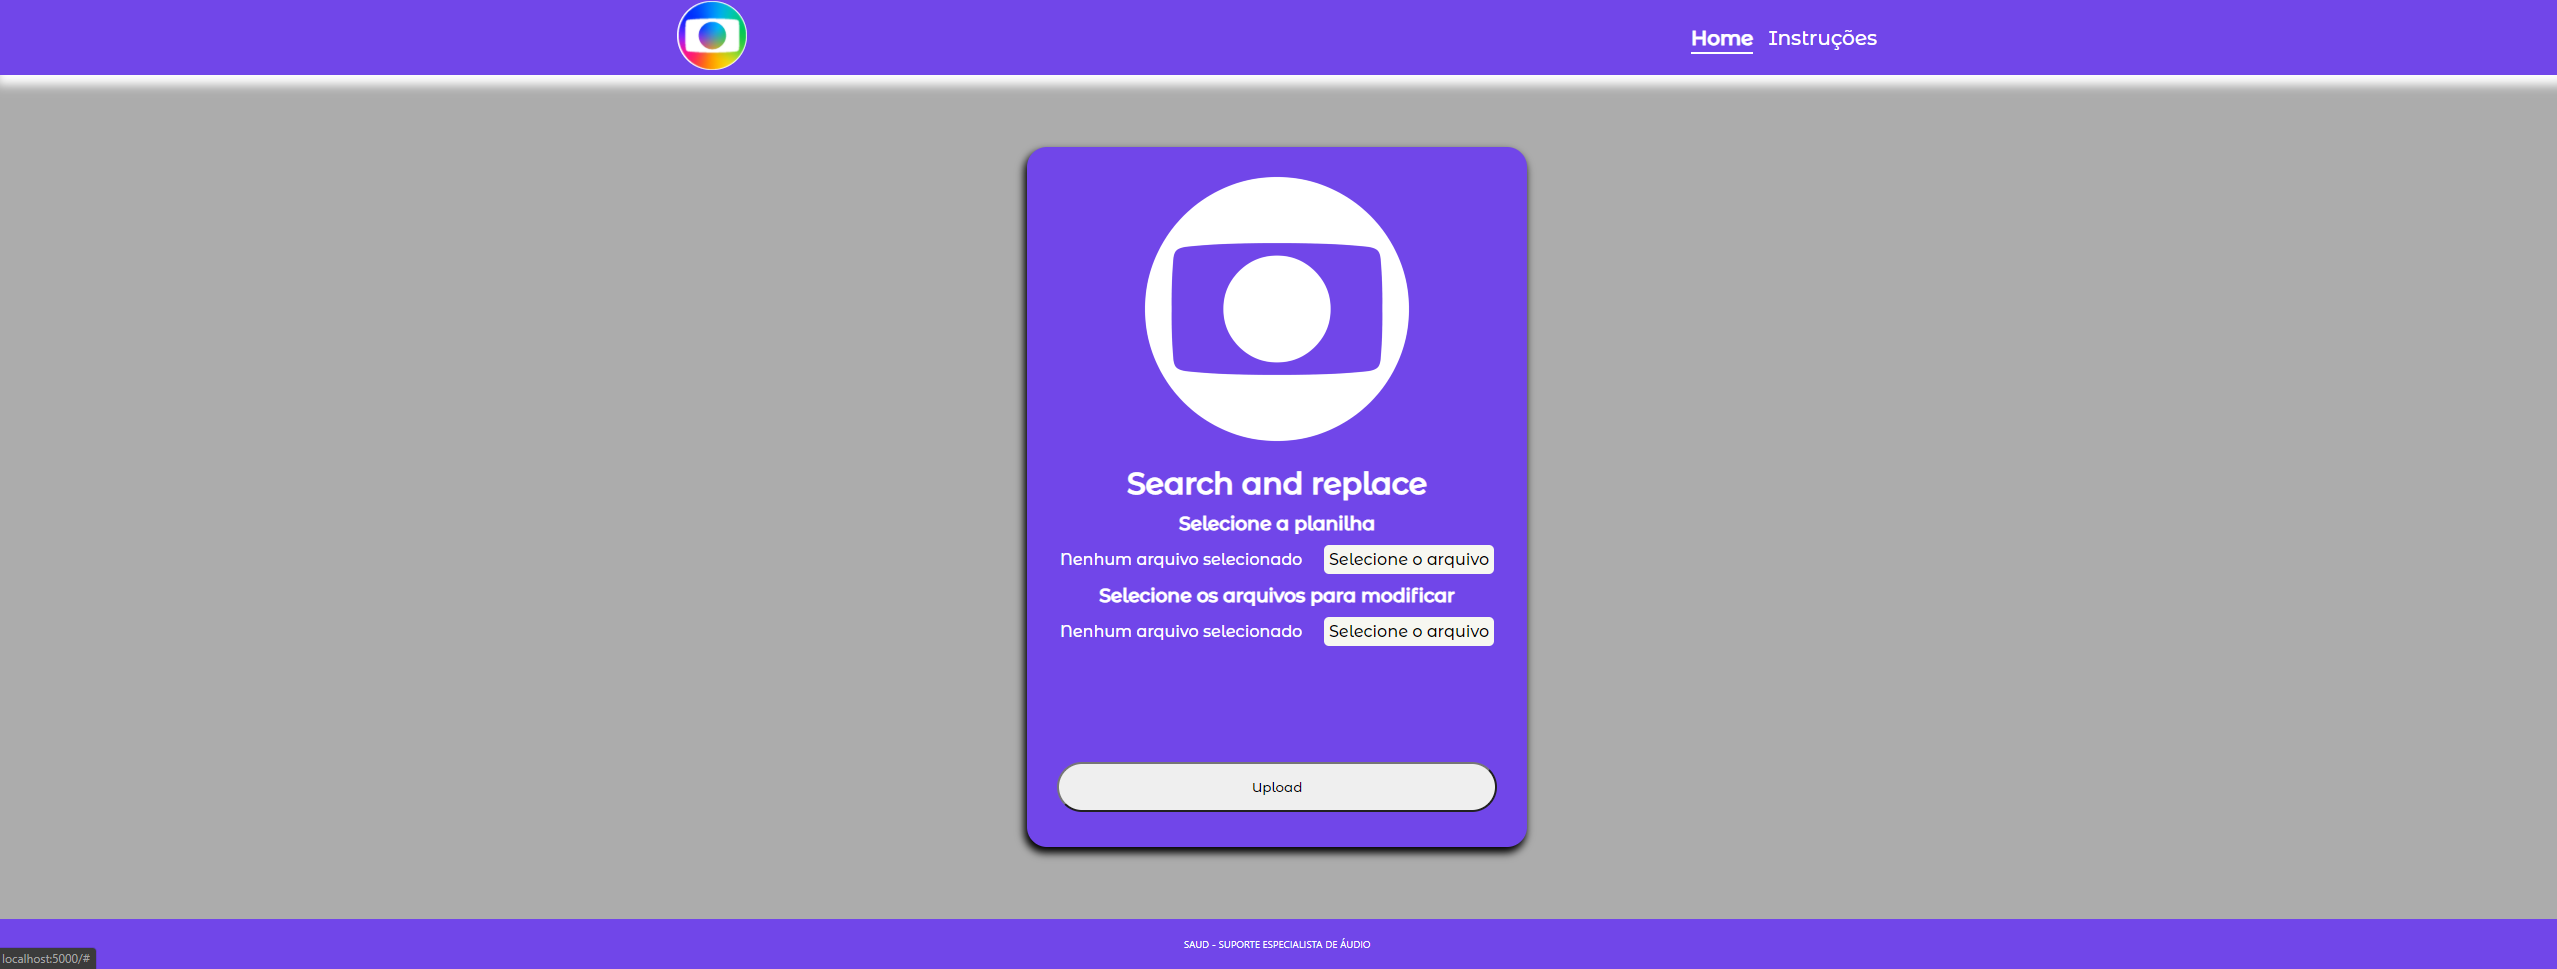 Home Instruções
Search and replace
Selecione a planilha
Nenhum arquivo selecionado Selecione o arquivo
Selecione os arquivos para modificar
Nenhum arquivo selecionado Selecione o arquivo
Upload
SAUD - SUPORTE ESPECIALISTA DE ÁUDIO
localhost:5000/#